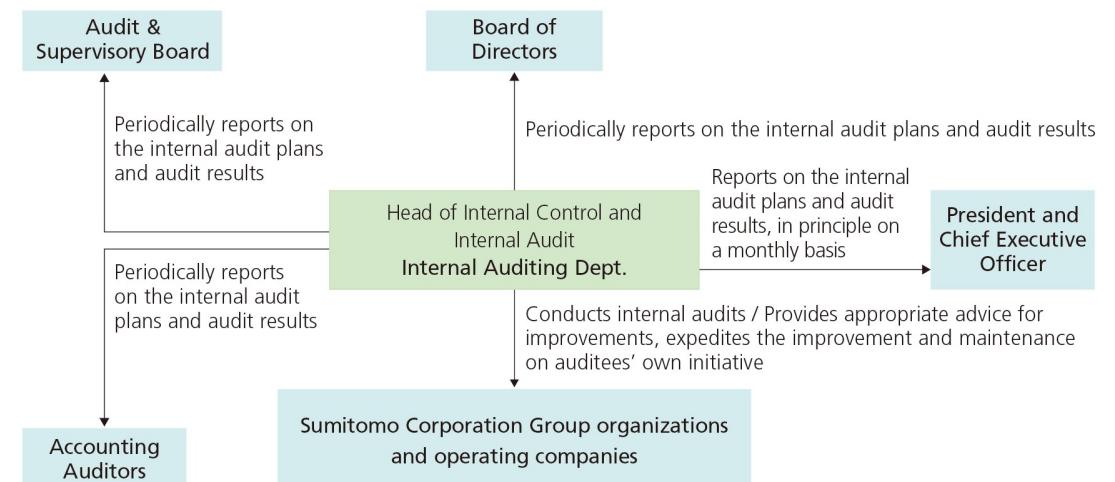 Audit &
Supervisory Board
Board of
Directors
Periodically reports on
the internal audit plans
and audit results
Periodically reports on the internal audit plans and audit results
Reports on the internal
audit plans and audit
results, in principle on
a monthly basis
Head of Internal Control and
Internal Audit
Internal Auditing Dept.
President and
Chief Executive
Officer
Periodically reports
on the internal audit
plans and audit results
Conducts internal audits / Provides appropriate advice for
improvements, expedites the improvement and maintenance
on auditees’ own initiative
Accounting
Auditors
Sumitomo Corporation Group organizations
and operating companies